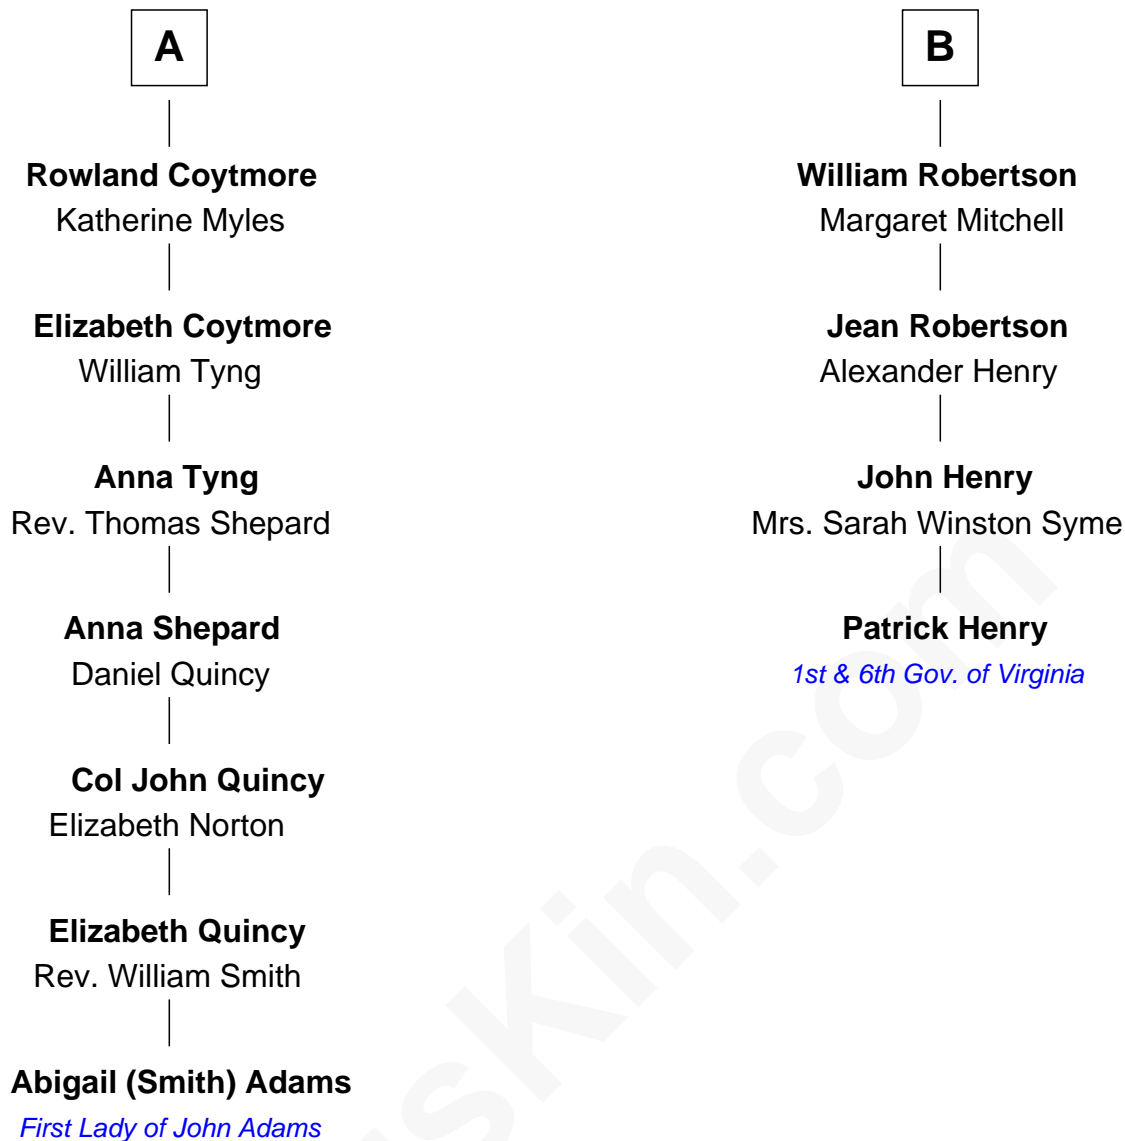 A
Rowland Coytmore
Katherine Myles
Elizabeth Coytmore
William Tyng
Anna Tyng
Rev. Thomas Shepard
Anna Shepard
Daniel Quincy
Col John Quincy
Elizabeth Norton
Elizabeth Quincy
Rev. William Smith
Abigail (Smith) Adams
First Lady of John Adams
B
William Robertson
Margaret Mitchell
Jean Robertson
Alexander Henry
John Henry
Mrs. Sarah Winston Syme
Patrick Henry
1st & 6th Gov. of Virginia